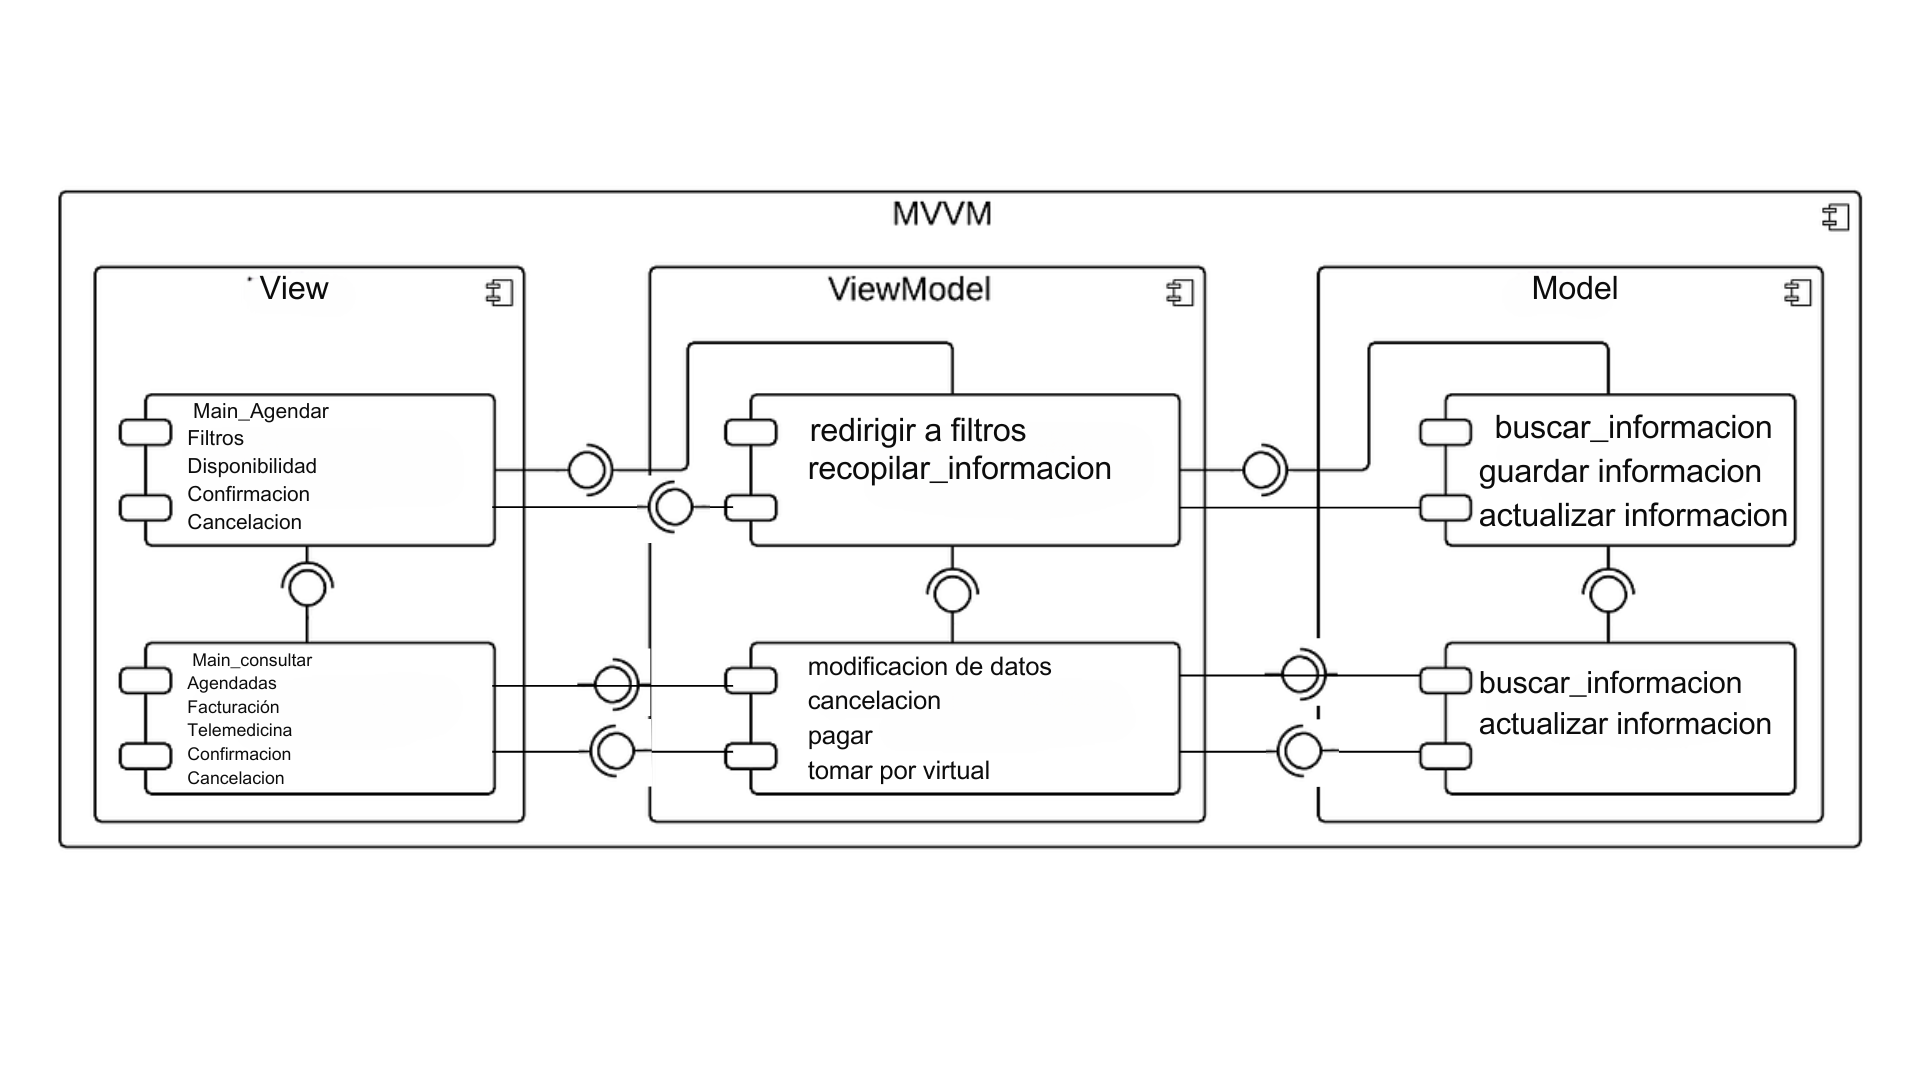 MVVM
View
Main_Agendar
Filtros
Disponibilidad
Confirmacion
Cancelacion
Main_consultar
Agendadas
Facturación
Telemedicina
Confirmacion
Cancelacion
ViewModel
redirigir a filtros
recopilar_informacion
modificacion de datos
cancelacion
pagar
tomar por virtual
Model
buscar_informacion
guardar informacion
actualizar informacion
buscar_informacion
actualizar informacion